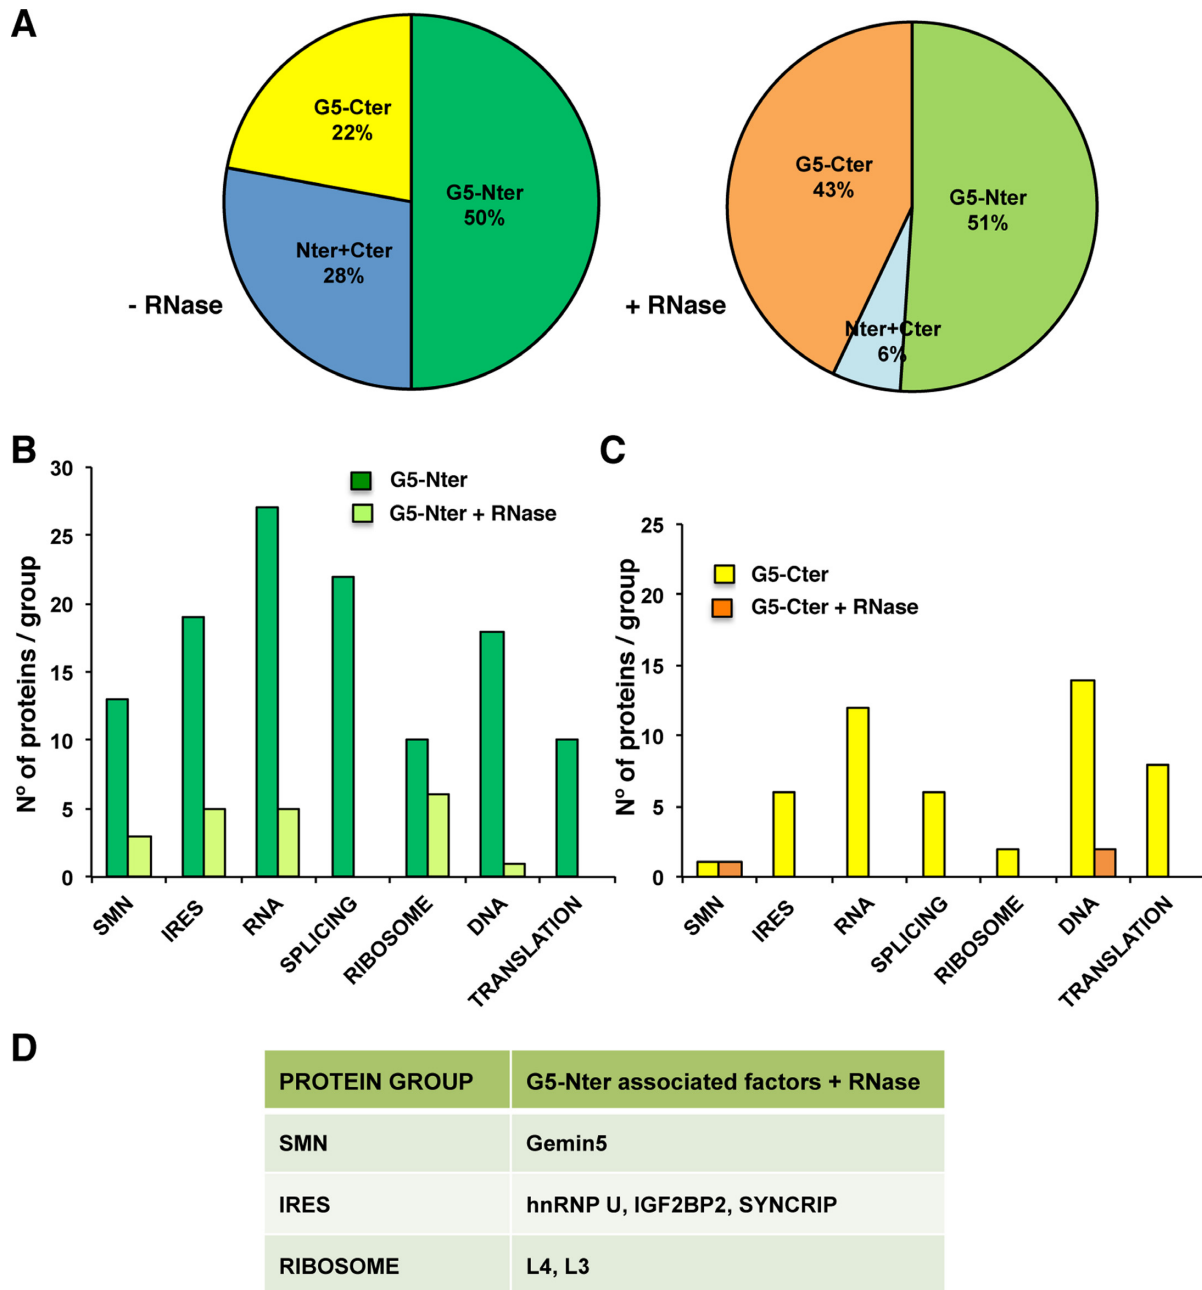 A
G5-Cter
22%
G5-Nter
50%
Nter+Cter
28%
- RNase
G5-Cter
43%
G5-Nter
51%
Nter+Cter
6%
+ RNase
B
G5-Nter
G5-Nter + RNase
Nº of proteins / group
30
25
20
15
10
5
0
SMN
IRES
RNA
SPLICING
RIBOSOME
DNA
TRANSLATION
C
G5-Cter
G5-Cter + RNase
Nº of proteins / group
25
20
15
10
5
0
SMN
IRES
RNA
SPLICING
RIBOSOME
DNA
TRANSLATION
D
PROTEIN GROUP G5-Nter associated factors + RNase
SMN Gemin5
IRES hnRNP U, IGF2BP2, SYNCRIP
RIBOSOME L4, L3